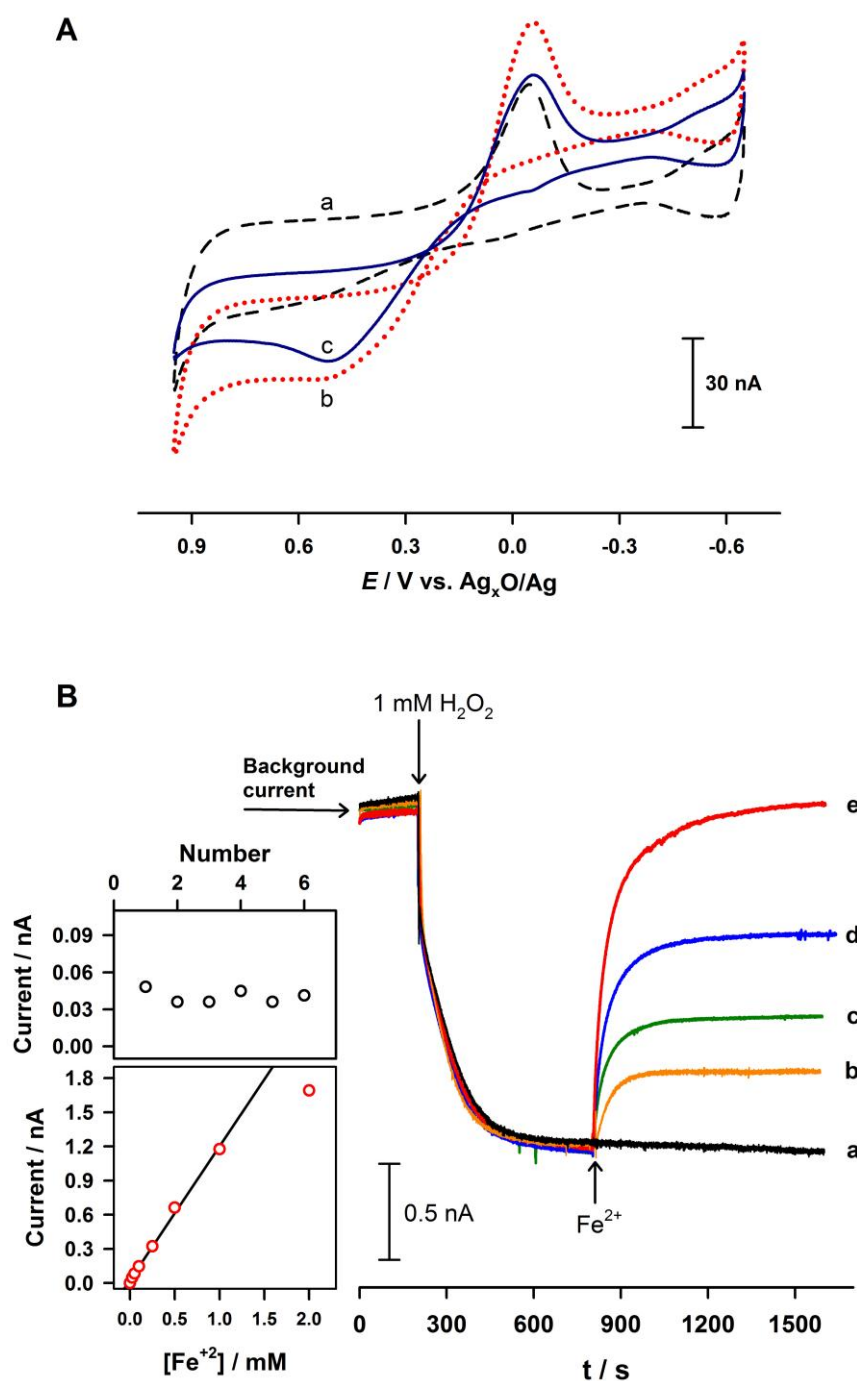 A
a
c
b
30 nA
0.9 0.6 0.3 0.0 -0.3 -0.6
E / V vs. AgₓO/Ag
B
1 mM H₂O₂
Background
current
Number
0 2 4 6
Current / nA
0.09
0.06
0.03
0.00
Current / nA
1.8
1.5
1.2
0.9
0.6
0.3
0.0
0.0 0.5 1.0 1.5 2.0
[Fe⁺²] / mM
e
d
c
b
a
0.5 nA
Fe²⁺
0 300 600 900 1200 1500
t / s